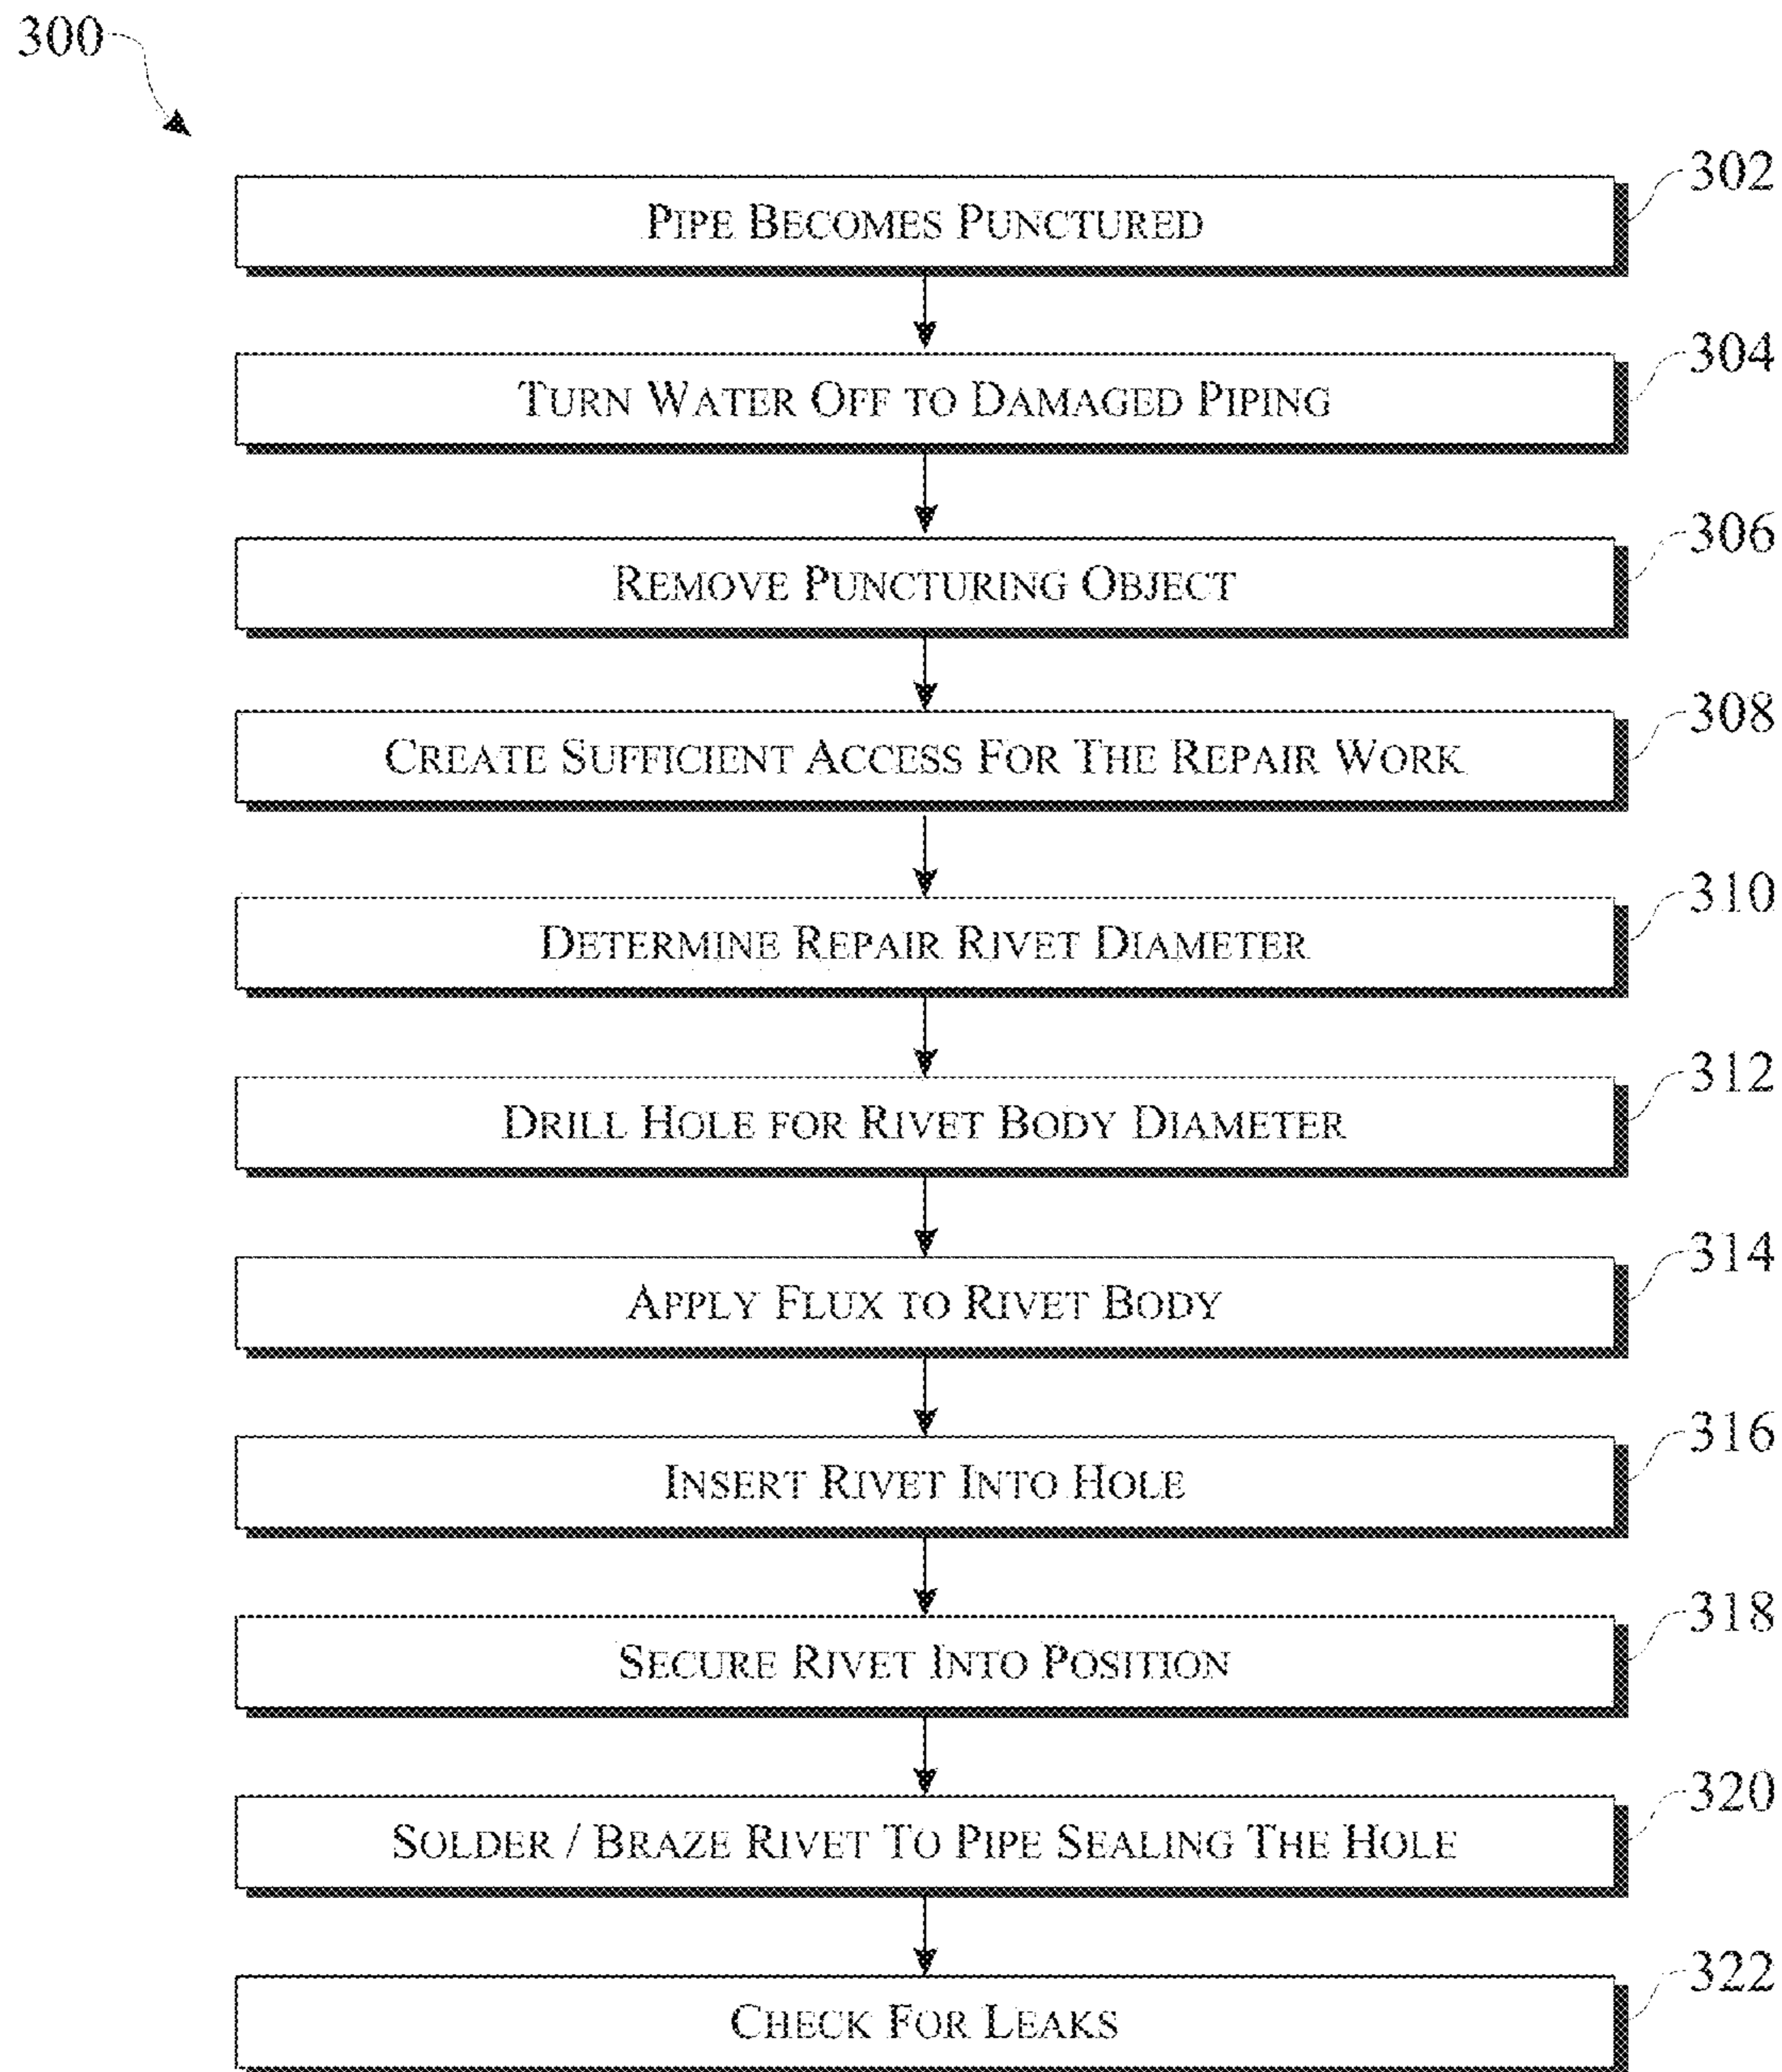 300
PIPE BECOMES PUNCTURED
302
TURN WATER OFF TO DAMAGED PIPING
304
REMOVE PUNCTURING OBJECT
306
CREATE SUFFICIENT ACCESS FOR THE REPAIR WORK
308
DETERMINE REPAIR RIVET DIAMETER
310
DRILL HOLE FOR RIVET BODY DIAMETER
312
APPLY FLUX TO RIVET BODY
314
INSERT RIVET INTO HOLE
316
SECURE RIVET INTO POSITION
318
SOLDER / BRAZE RIVET TO PIPE SEALING THE HOLE
320
CHECK FOR LEAKS
322